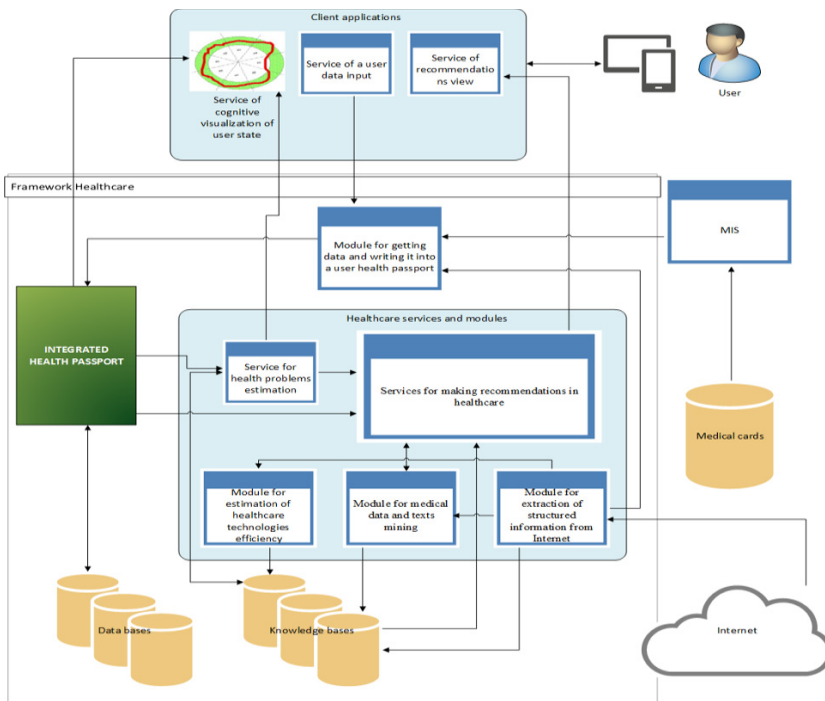 Client applications
Service of
cognitive
visualization of
user state
Service of a user
data input
Service of
recommendatio
ns view
User
Framework Healthcare
Module for getting
data and writing it into
a user health passport
MIS
INTEGRATED
HEALTH PASSPORT
Healthcare services and modules
Service for
health problems
estimation
Services for making recommendations in
healthcare
Medical cards
Module for
estimation of
healthcare
technologies
efficiency
Module for medical
data and texts
mining
Module for
extraction of
structured
information from
Internet
Data bases
Knowledge bases
Internet